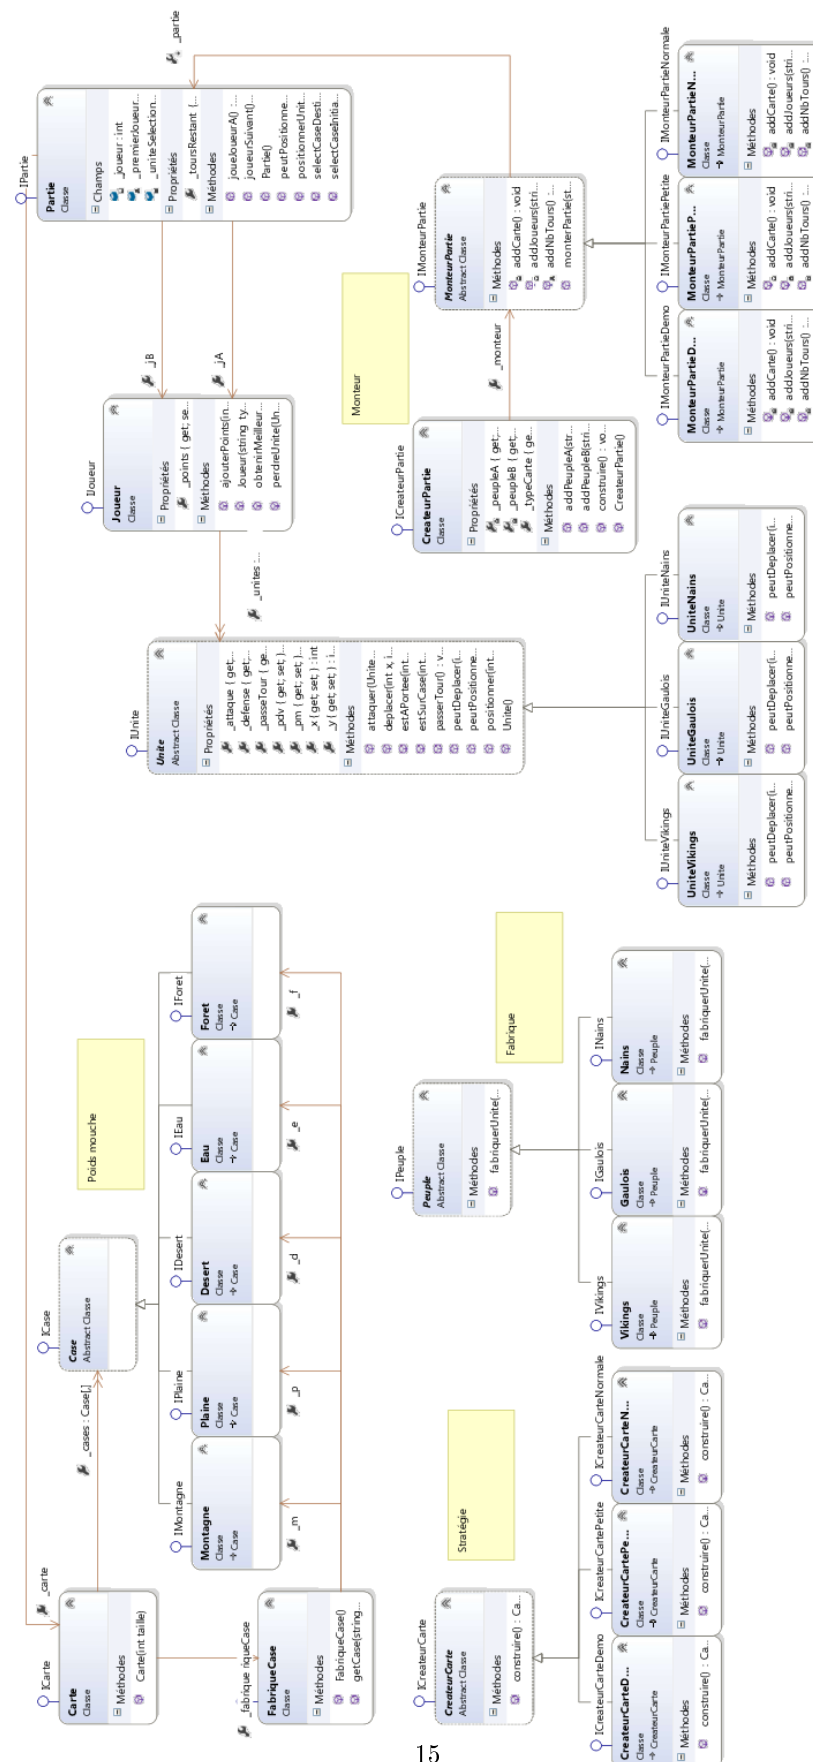 ICarte
Carte
Classe
Méthodes
Carte(int taille)
_carte
_cases : Case[,]
ICase
Case
Abstract Classe
Poids mouche
_fabrique riqueCase
FabriqueCase
Classe
Méthodes
FabriqueCase()
getCase(string...
IMontagne
Montagne
Classe
→ Case
_m
IPlaine
Plaine
Classe
→ Case
_p
IDesert
Desert
Classe
→ Case
_d
IEau
Eau
Classe
→ Case
_e
IForet
Foret
Classe
→ Case
_f
IPartie
Partie
Classe
Champs
_joueur : int
_premierJoueur...
_uniteSelection...
Propriétés
_toursRestant {...
Méthodes
joueJoueurA() :...
joueurSuivant()...
Partie()
peutPositionne...
positionnerUnit...
selectCaseDesti...
selectCaseInitia...
_partie
_jB
_jA
IJoueur
Joueur
Classe
Propriétés
_points { get; se...
Méthodes
ajouterPoints(in...
Joueur(string ty...
obtenirMeilleur...
perdreUnite(Un...
_unites :...
IUnite
Unite
Abstract Classe
Propriétés
_attaque { get;...
_defense { get;...
_passeTour { ge...
_pdv { get; set; }...
_pm { get; set; }...
_x { get; set; } : int
_y { get; set; } : i...
Méthodes
attaquer(Unite...
deplacer(int x, i...
estAPortee(int...
estSurCase(int...
passerTour() : v...
peutDeplacer(i...
peutPositionne...
positionner(int...
Unite()
IUniteVikings
UniteVikings
Classe
→ Unite
Méthodes
peutDeplacer(i...
peutPositionne...
IUniteGaulois
UniteGaulois
Classe
→ Unite
Méthodes
peutDeplacer(i...
peutPositionne...
IUniteNains
UniteNains
Classe
→ Unite
Méthodes
peutDeplacer(i...
peutPositionne...
Monteur
ICreateurPartie
CreateurPartie
Classe
Propriétés
_peupleA { get;...
_peupleB { get;...
_typeCarte { ge...
Méthodes
addPeupleA(str...
addPeupleB(stri...
construire() : vo...
CreateurPartie()
_monteur
IMonteurPartie
MonteurPartie
Abstract Classe
Méthodes
addCarte() : void
addJoueurs(stri...
addNbTours() :...
monterPartie(st...
IMonteurPartieDemo
MonteurPartieD...
Classe
→ MonteurPartie
Méthodes
addCarte() : void
addJoueurs(stri...
addNbTours() :...
IMonteurPartiePetite
MonteurPartieP...
Classe
→ MonteurPartie
Méthodes
addCarte() : void
addJoueurs(stri...
addNbTours() :...
IMonteurPartieNormale
MonteurPartieN...
Classe
→ MonteurPartie
Méthodes
addCarte() : void
addJoueurs(stri...
addNbTours() :...
Stratégie
ICreateurCarte
CreateurCarte
Abstract Classe
Méthodes
construire() : Ca...
ICreateurCarteDemo
CreateurCarteD...
Classe
→ CreateurCarte
Méthodes
construire() : Ca...
ICreateurCartePetite
CreateurCartePe...
Classe
→ CreateurCarte
Méthodes
construire() : Ca...
ICreateurCarteNormale
CreateurCarteN...
Classe
→ CreateurCarte
Méthodes
construire() : Ca...
Fabrique
IPeuple
Peuple
Abstract Classe
Méthodes
fabriquerUnite(...
IVikings
Vikings
Classe
→ Peuple
Méthodes
fabriquerUnite(...
IGaulois
Gaulois
Classe
→ Peuple
Méthodes
fabriquerUnite(...
INains
Nains
Classe
→ Peuple
Méthodes
fabriquerUnite(...
15